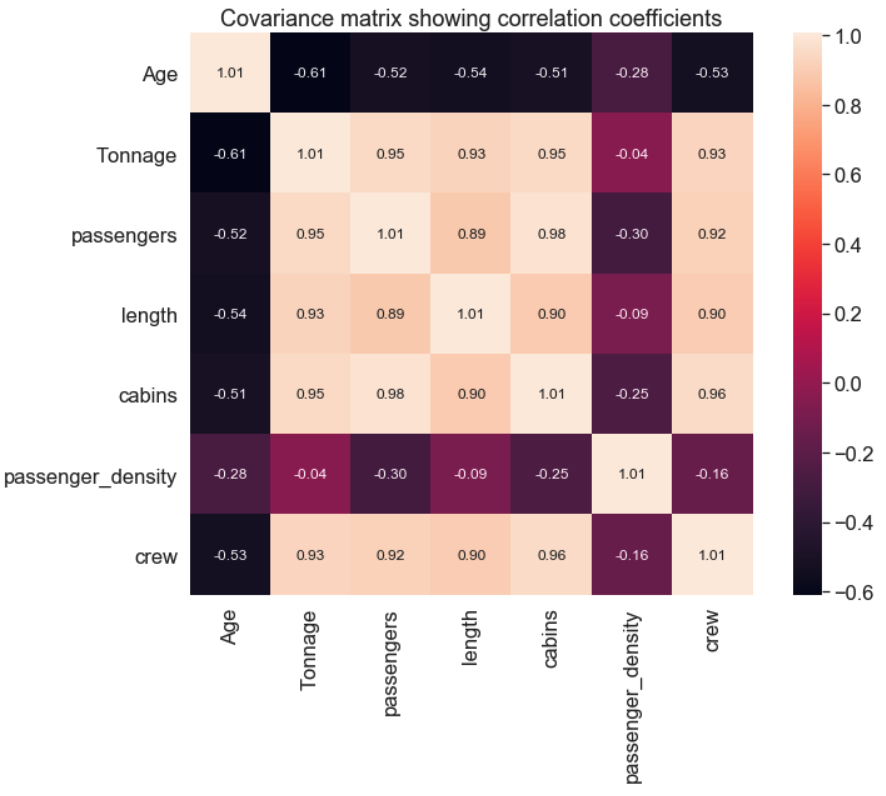 Covariance matrix showing correlation coefficients
Age 1.01 -0.61 -0.52 -0.54 -0.51 -0.28 -0.53
Tonnage -0.61 1.01 0.95 0.93 0.95 -0.04 0.93
passengers -0.52 0.95 1.01 0.89 0.98 -0.30 0.92
length -0.54 0.93 0.89 1.01 0.90 -0.09 0.90
cabins -0.51 0.95 0.98 0.90 1.01 -0.25 0.96
passenger_density -0.28 -0.04 -0.30 -0.09 -0.25 1.01 -0.16
crew -0.53 0.93 0.92 0.90 0.96 -0.16 1.01
Age
Tonnage
passengers
length
cabins
passenger_density
crew
1.0
0.8
0.6
0.4
0.2
0.0
−0.2
−0.4
−0.6